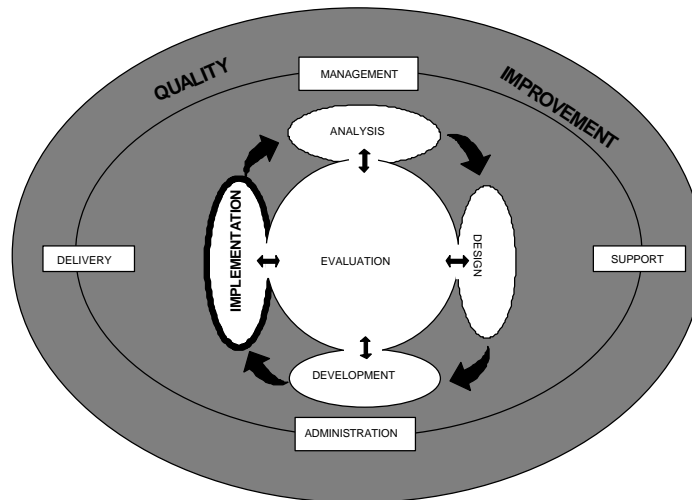 QUALITY
IMPROVEMENT
MANAGEMENT
ANALYSIS
IMPLEMENTATION
DESIGN
DELIVERY
EVALUATION
SUPPORT
DEVELOPMENT
ADMINISTRATION